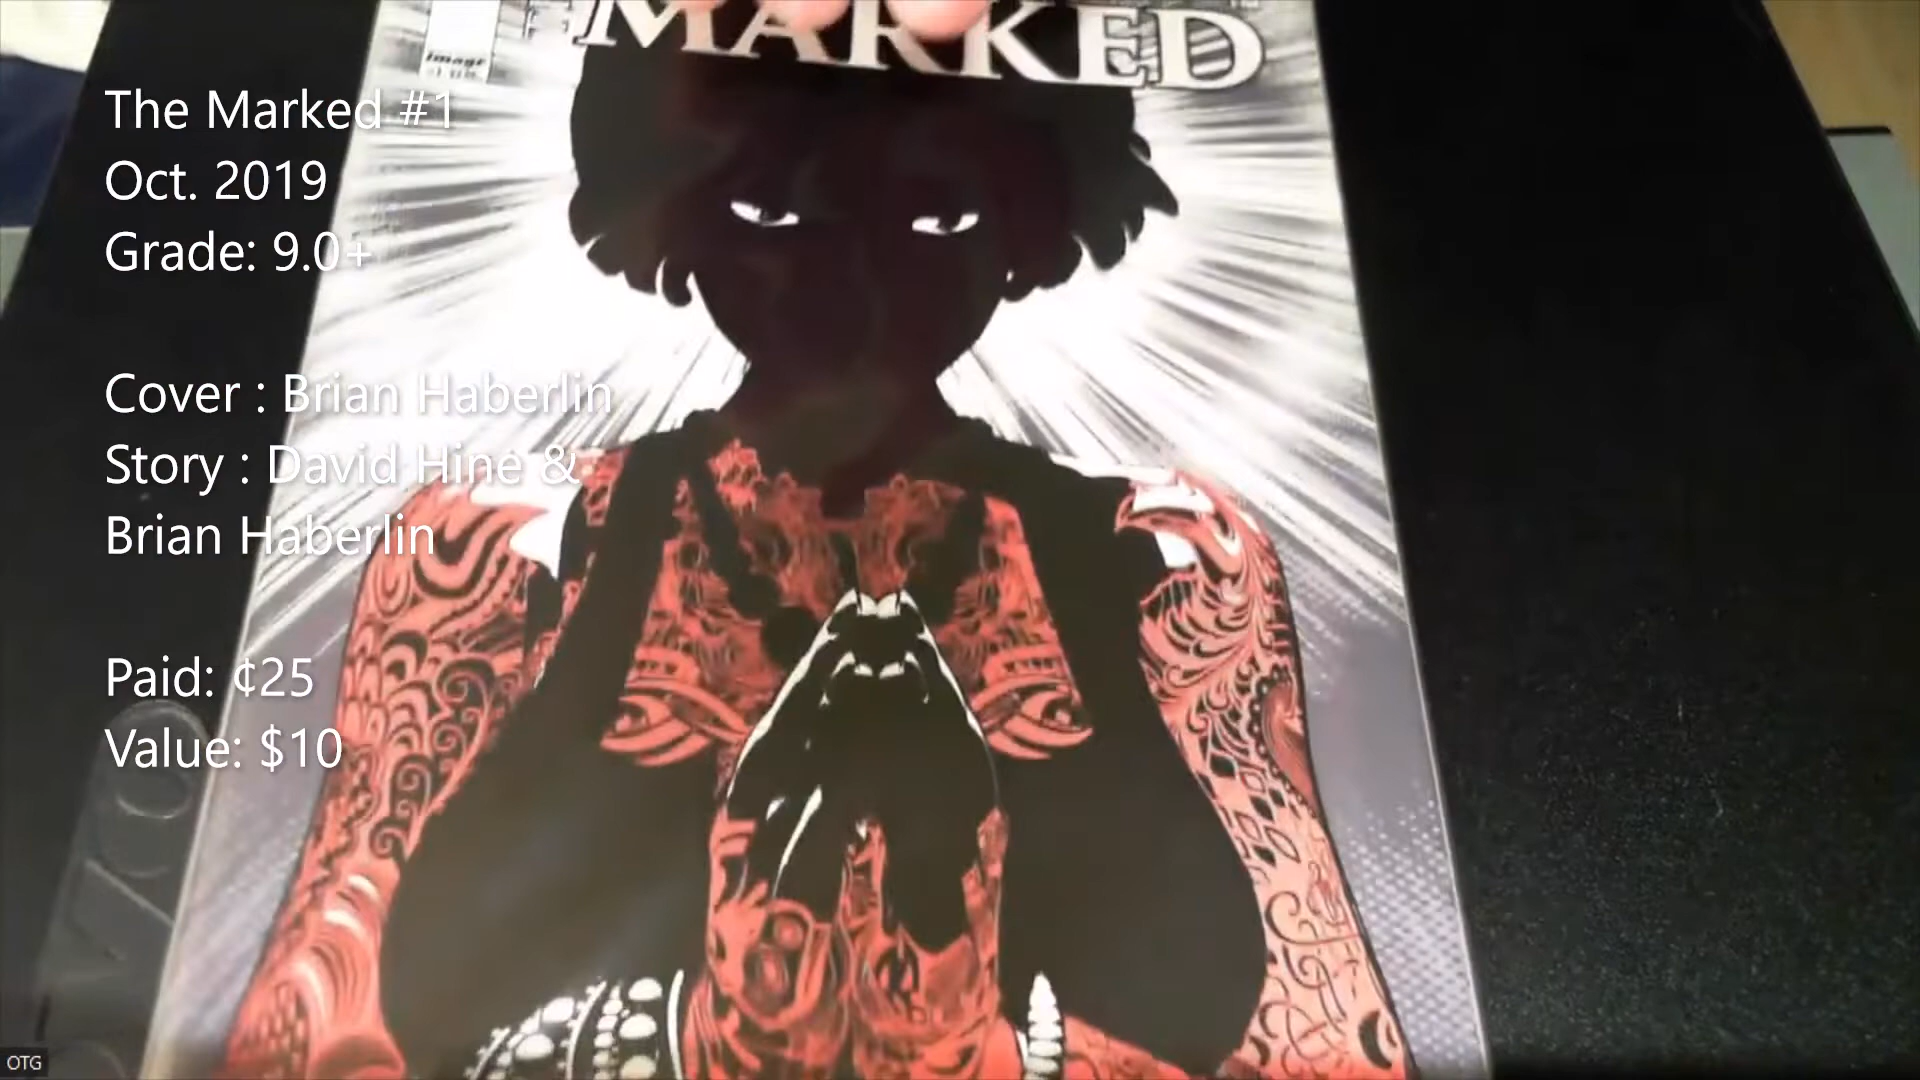 MARKED
image
The Marked #1
Oct. 2019
Grade: 9.0+
Cover : Brian Haberlin
Story : David Hine &
Brian Haberlin
Paid: ¢25
Value: $10
OTG